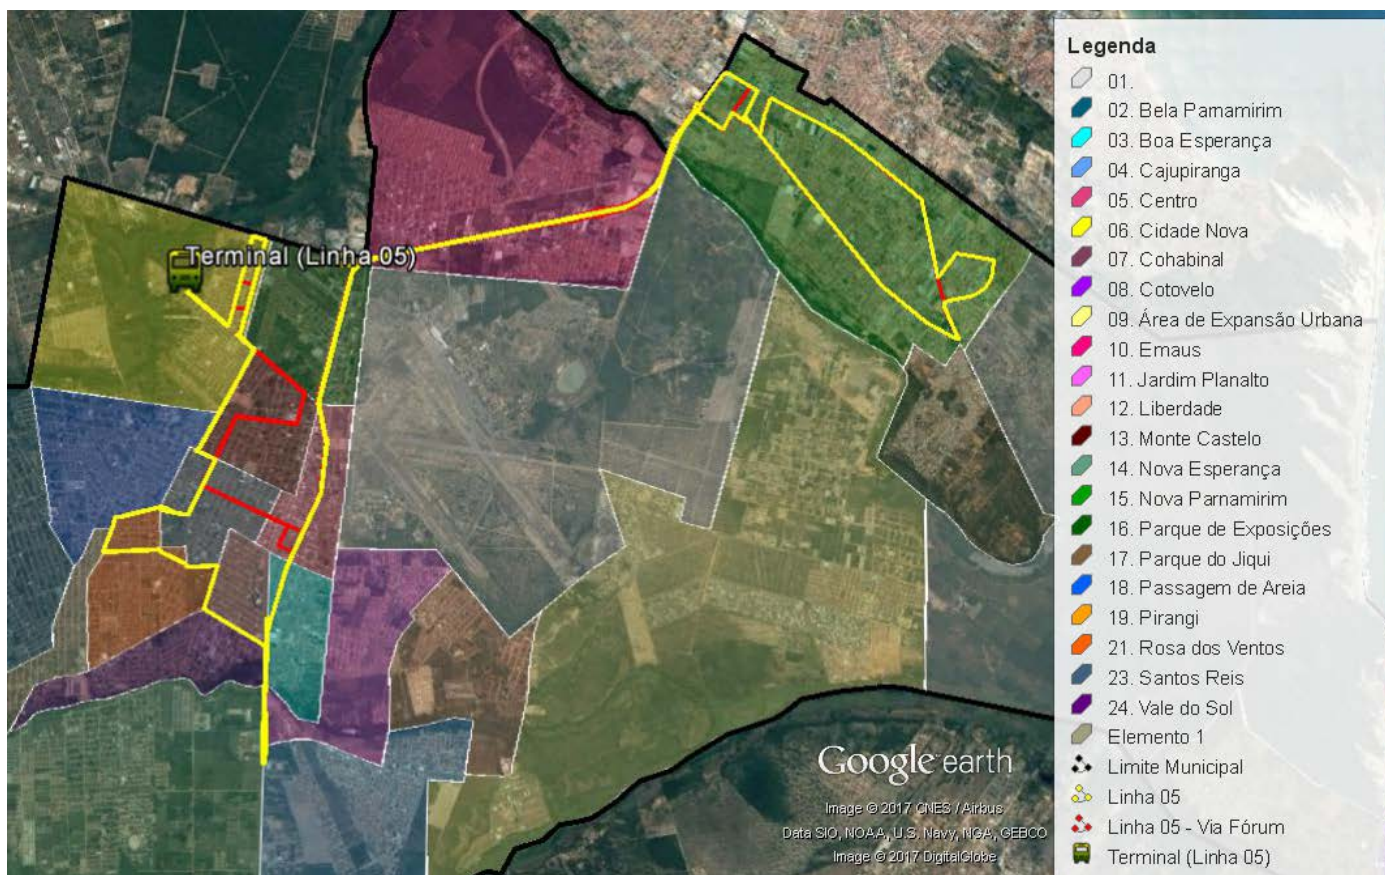 Terminal (Linha 05)
Legenda
01.
02. Bela Parnamirim
03. Boa Esperança
04. Cajupiranga
05. Centro
06. Cidade Nova
07. Cohabinal
08. Cotovelo
09. Área de Expansão Urbana
10. Emaus
11. Jardim Planalto
12. Liberdade
13. Monte Castelo
14. Nova Esperança
15. Nova Parnamirim
16. Parque de Exposições
17. Parque do Jiqui
18. Passagem de Areia
19. Pirangi
21. Rosa dos Ventos
23. Santos Reis
24. Vale do Sol
Elemento 1
Limite Municipal
Linha 05
Linha 05 - Via Fórum
Terminal (Linha 05)
Google earth
Image © 2017 CNES / Airbus
Data SIO, NOAA, U.S. Navy, NGA, GEBCO
Image © 2017 DigitalGlobe